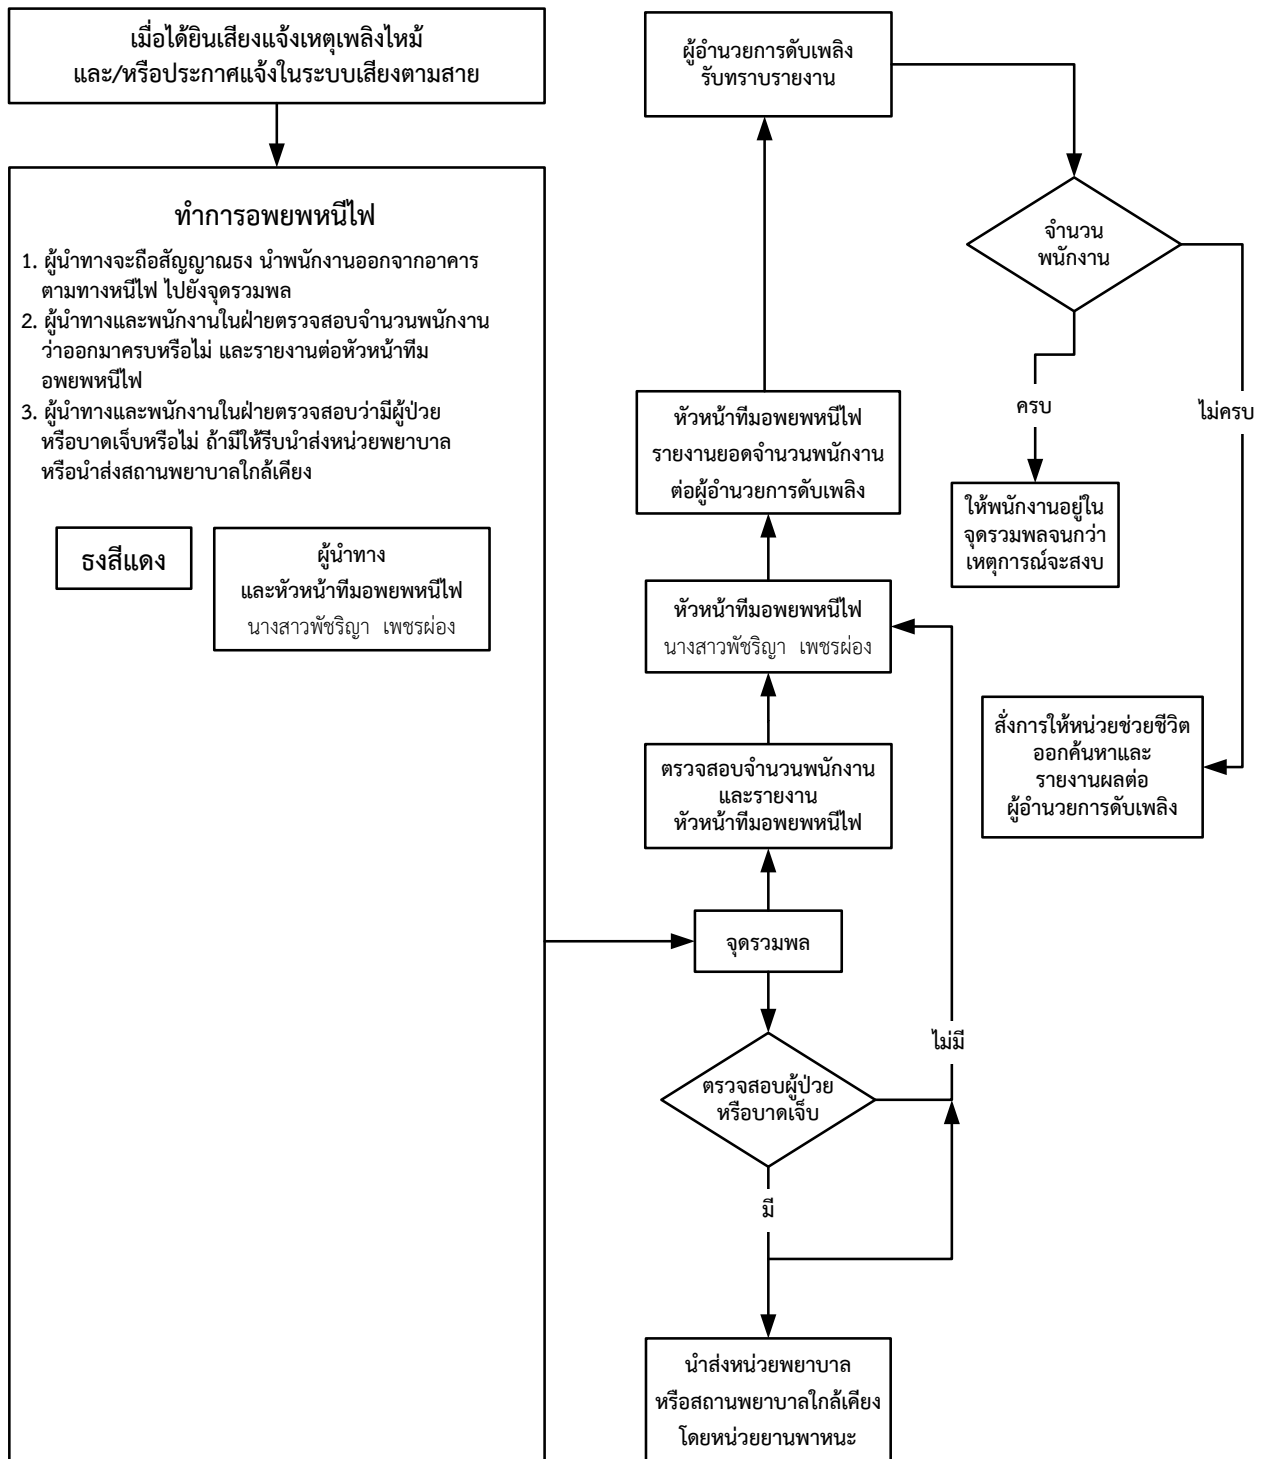 เมื่อได้ยินเสียงแจ้งเหตุเพลิงไหม้
และ/หรือประกาศแจ้งในระบบเสียงตามสาย
ทำการอพยพหนีไฟ
1. ผู้นำทางจะถือสัญญาณธง นำพนักงานออกจากอาคาร
ตามทางหนีไฟ ไปยังจุดรวมพล
2. ผู้นำทางและพนักงานในฝ่ายตรวจสอบจำนวนพนักงาน
ว่าออกมาครบหรือไม่ และรายงานต่อหัวหน้าทีม
อพยพหนีไฟ
3. ผู้นำทางและพนักงานในฝ่ายตรวจสอบว่ามีผู้ป่วย
หรือบาดเจ็บหรือไม่ ถ้ามีให้รีบนำส่งหน่วยพยาบาล
หรือนำส่งสถานพยาบาลใกล้เคียง
ธงสีแดง
ผู้นำทาง
และหัวหน้าทีมอพยพหนีไฟ
นางสาวพัชริญา เพชรผ่อง
ผู้อำนวยการดับเพลิง
รับทราบรายงาน
จำนวน
พนักงาน
ครบ
ไม่ครบ
หัวหน้าทีมอพยพหนีไฟ
รายงานยอดจำนวนพนักงาน
ต่อผู้อำนวยการดับเพลิง
ให้พนักงานอยู่ใน
จุดรวมพลจนกว่า
เหตุการณ์จะสงบ
หัวหน้าทีมอพยพหนีไฟ
นางสาวพัชริญา เพชรผ่อง
สั่งการให้หน่วยช่วยชีวิต
ออกค้นหาและ
รายงานผลต่อ
ผู้อำนวยการดับเพลิง
ตรวจสอบจำนวนพนักงาน
และรายงาน
หัวหน้าทีมอพยพหนีไฟ
จุดรวมพล
ไม่มี
ตรวจสอบผู้ป่วย
หรือบาดเจ็บ
มี
นำส่งหน่วยพยาบาล
หรือสถานพยาบาลใกล้เคียง
โดยหน่วยยานพาหนะ